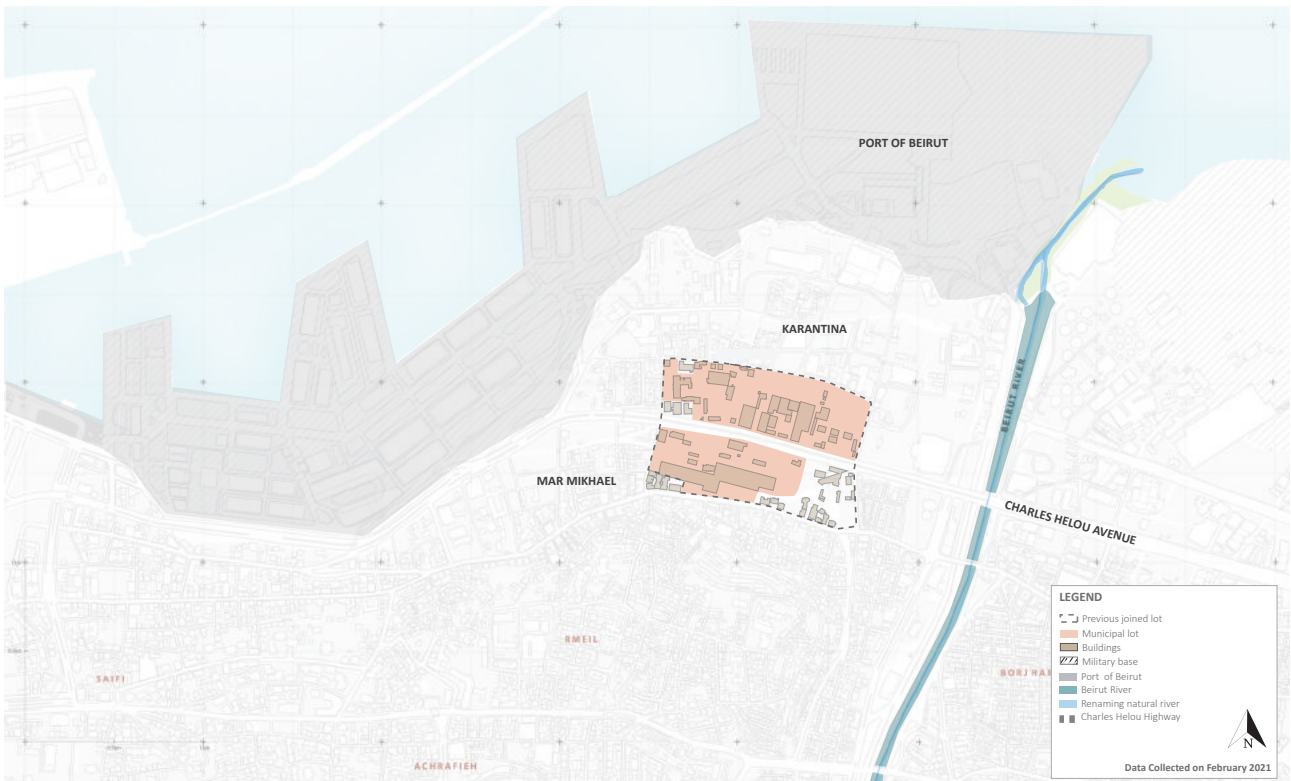 PORT OF BEIRUT
KARANTINA
BEIRUT RIVER
MAR MIKHAEL
CHARLES HELOU AVENUE
RMEIL
SAIFI
ACHRAFIEH
LEGEND
Previous joined lot
Municipal lot
Buildings
Military base
Port of Beirut
Beirut River
Renaming natural river
Charles Helou Highway
N
Data Collected on February 2021